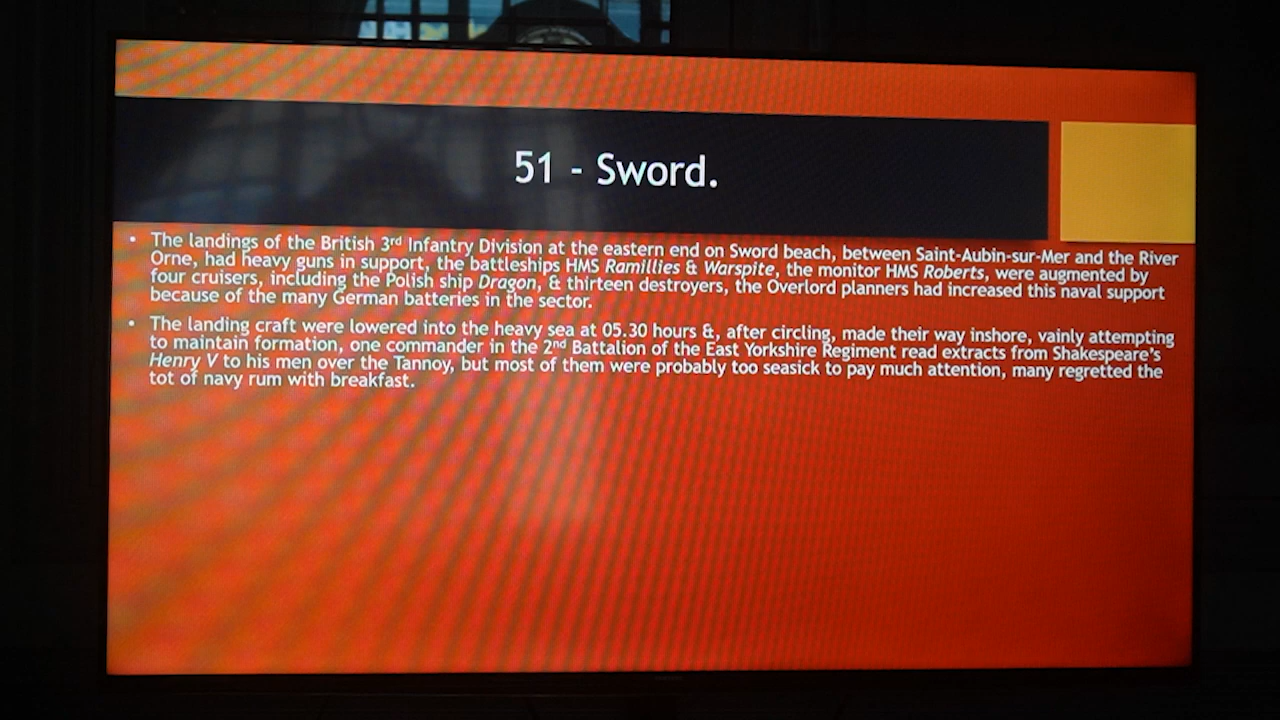 51 - Sword.
• The landings of the British 3rd Infantry Division at the eastern end on Sword beach, between Saint-Aubin-sur-Mer and the River
Orne, had heavy guns in support, the battleships HMS Ramillies & Warspite, the monitor HMS Roberts, were augmented by
four cruisers, including the Polish ship Dragon, & thirteen destroyers, the Overlord planners had increased this naval support
because of the many German batteries in the sector.
• The landing craft were lowered into the heavy sea at 05.30 hours &, after circling, made their way inshore, vainly attempting
to maintain formation, one commander in the 2nd Battalion of the East Yorkshire Regiment read extracts from Shakespeare's
Henry V to his men over the Tannoy, but most of them were probably too seasick to pay much attention, many regretted the
tot of navy rum with breakfast.